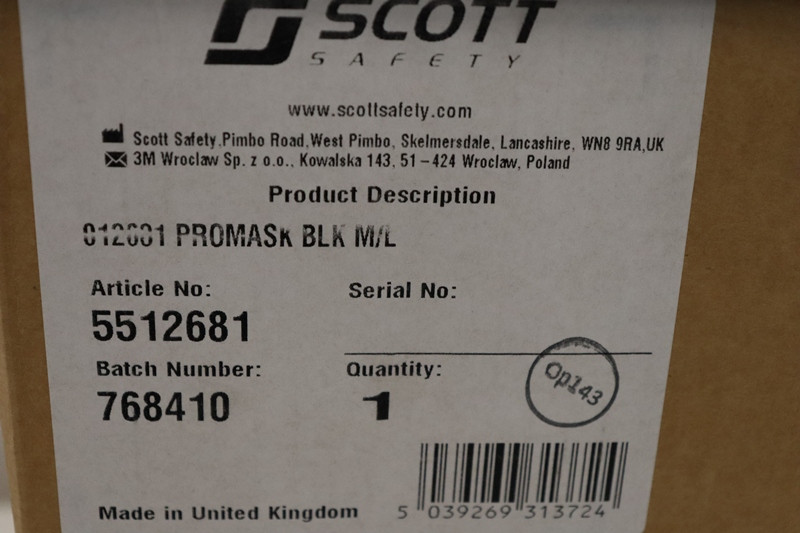 SCOTT
SAFETY
www.scottsafety.com
Scott Safety,Pimbo Road,West Pimbo, Skelmersdale, Lancashire, WN8 9RA,UK
3M Wroclaw Sp. z o.o., Kowalska 143, 51-424 Wroclaw, Poland
Product Description
PROMASK BLK M/L
Article No:
Serial No:
5512681
Batch Number:
Quantity:
768410
1
Op143
Made in United Kingdom
5 039269 313724